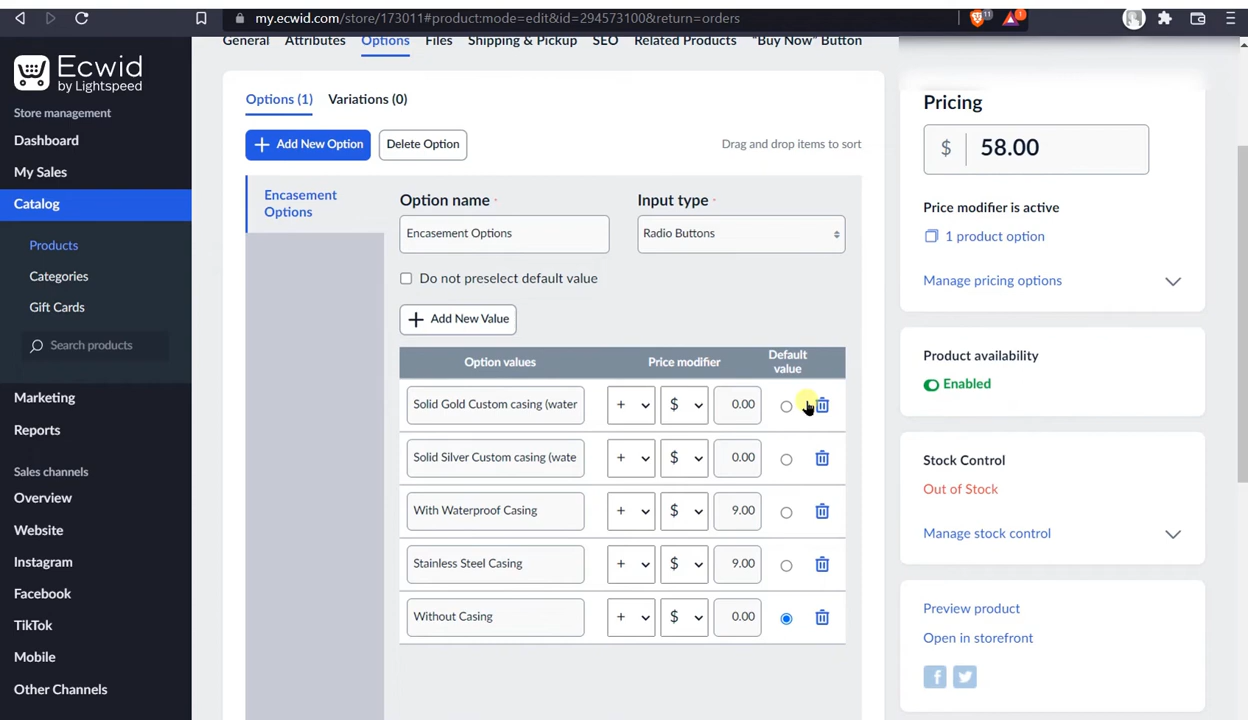 my.ecwid.com/store/173011#product:mode=edit&id=294573100&return=orders
11
1
Ecwid
by Lightspeed
Store management
Dashboard
My Sales
Catalog
Products
Categories
Gift Cards
Search products
Marketing
Reports
Sales channels
Overview
Website
Instagram
Facebook
TikTok
Mobile
Other Channels
General Attributes Options Files Shipping & Pickup SEO Related Products "Buy Now" Button
Options (1) Variations (0)
+ Add New Option Delete Option Drag and drop items to sort
Encasement
Options
Option name * Input type *
Encasement Options Radio Buttons
Do not preselect default value
+ Add New Value
Option values Price modifier Default
value
Solid Gold Custom casing (water + $ 0.00
Solid Silver Custom casing (wate + $ 0.00
With Waterproof Casing + $ 9.00
Stainless Steel Casing + $ 9.00
Without Casing + $ 0.00
Pricing
$ 58.00
Price modifier is active
1 product option
Manage pricing options
Product availability
Enabled
Stock Control
Out of Stock
Manage stock control
Preview product
Open in storefront